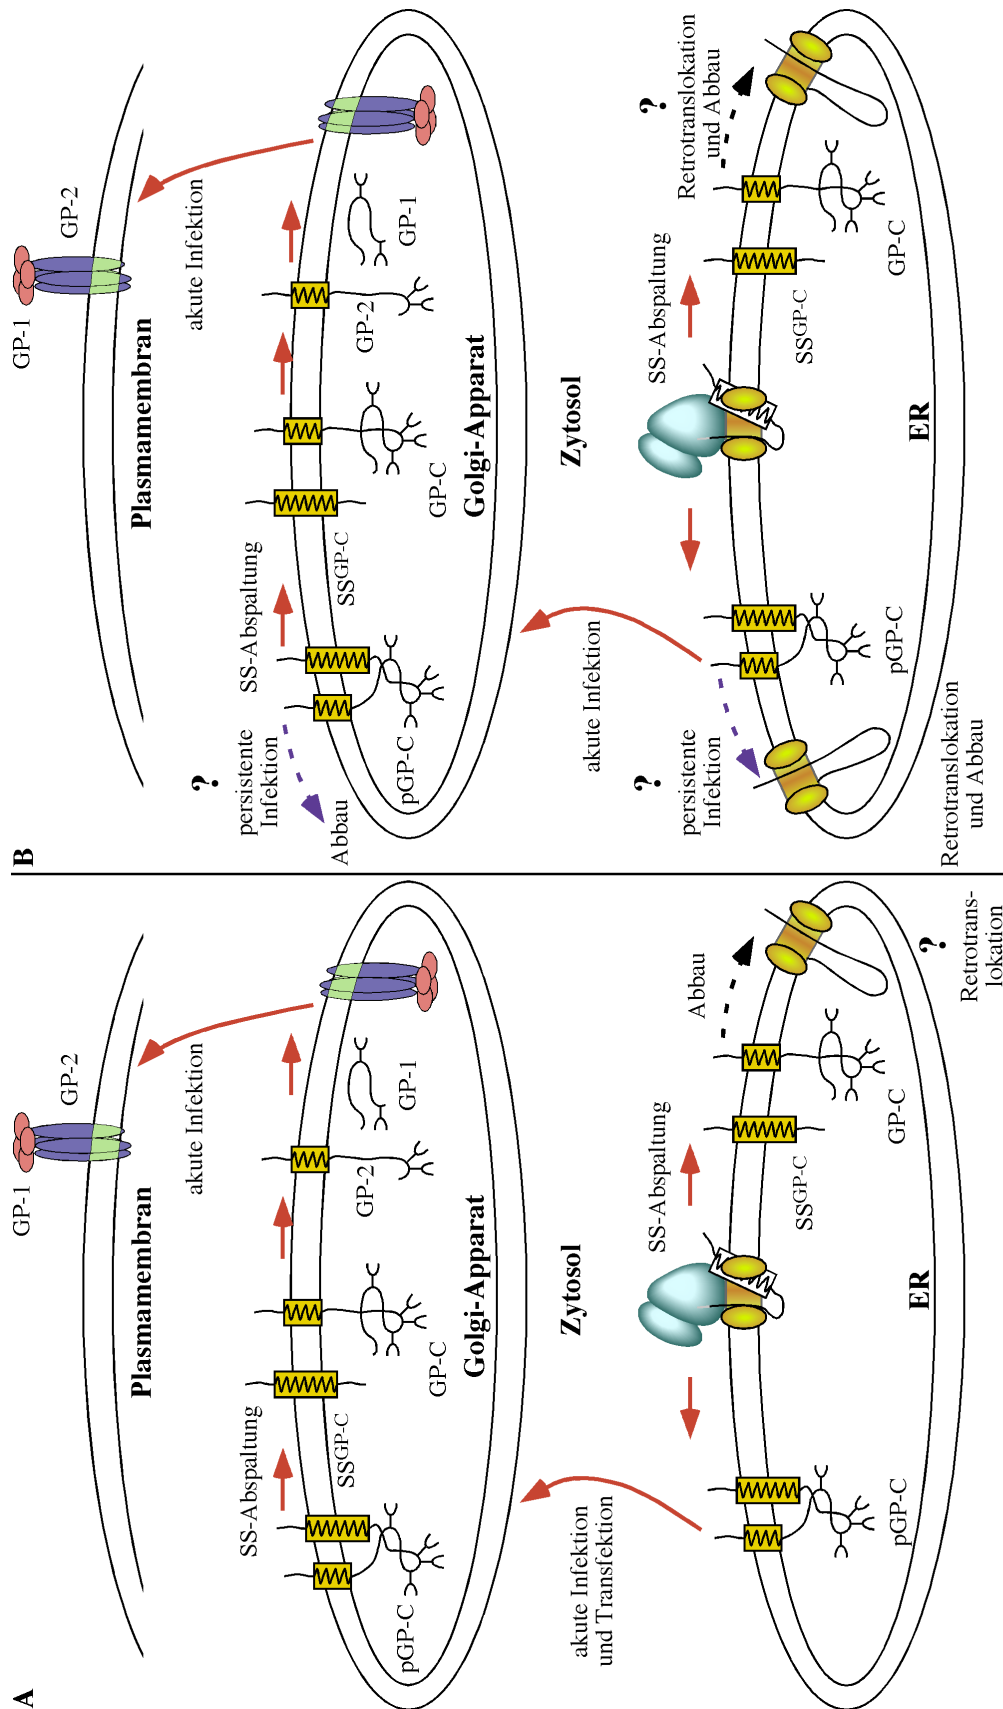 A
GP-1
GP-2
Plasmamembran
akute Infektion
SS-Abspaltung
pGP-C
SSGP-C
GP-C
GP-2
GP-1
Golgi-Apparat
akute Infektion
und Transfektion
Zytosol
SS-Abspaltung
Abbau
pGP-C
SSGP-C
GP-C
ER
?
Retrotrans-
lokation
B
GP-1
GP-2
Plasmamembran
akute Infektion
?
persistente
Infektion
Abbau
SS-Abspaltung
pGP-C
SSGP-C
GP-C
GP-2
GP-1
Golgi-Apparat
akute Infektion
Zytosol
?
persistente
Infektion
SS-Abspaltung
?
Retrotranslokation
und Abbau
pGP-C
SSGP-C
GP-C
ER
Retrotranslokation
und Abbau